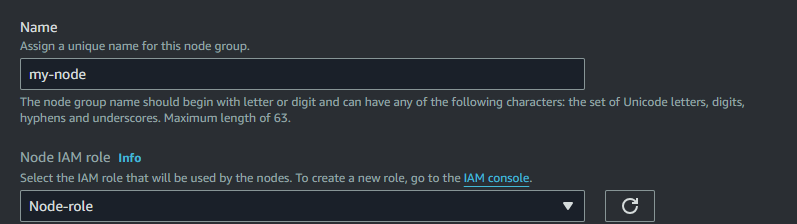 Name
Assign a unique name for this node group.
my-node
The node group name should begin with letter or digit and can have any of the following characters: the set of Unicode letters, digits,
hyphens and underscores. Maximum length of 63.
Node IAM role Info
Select the IAM role that will be used by the nodes. To create a new role, go to the IAM console.
Node-role